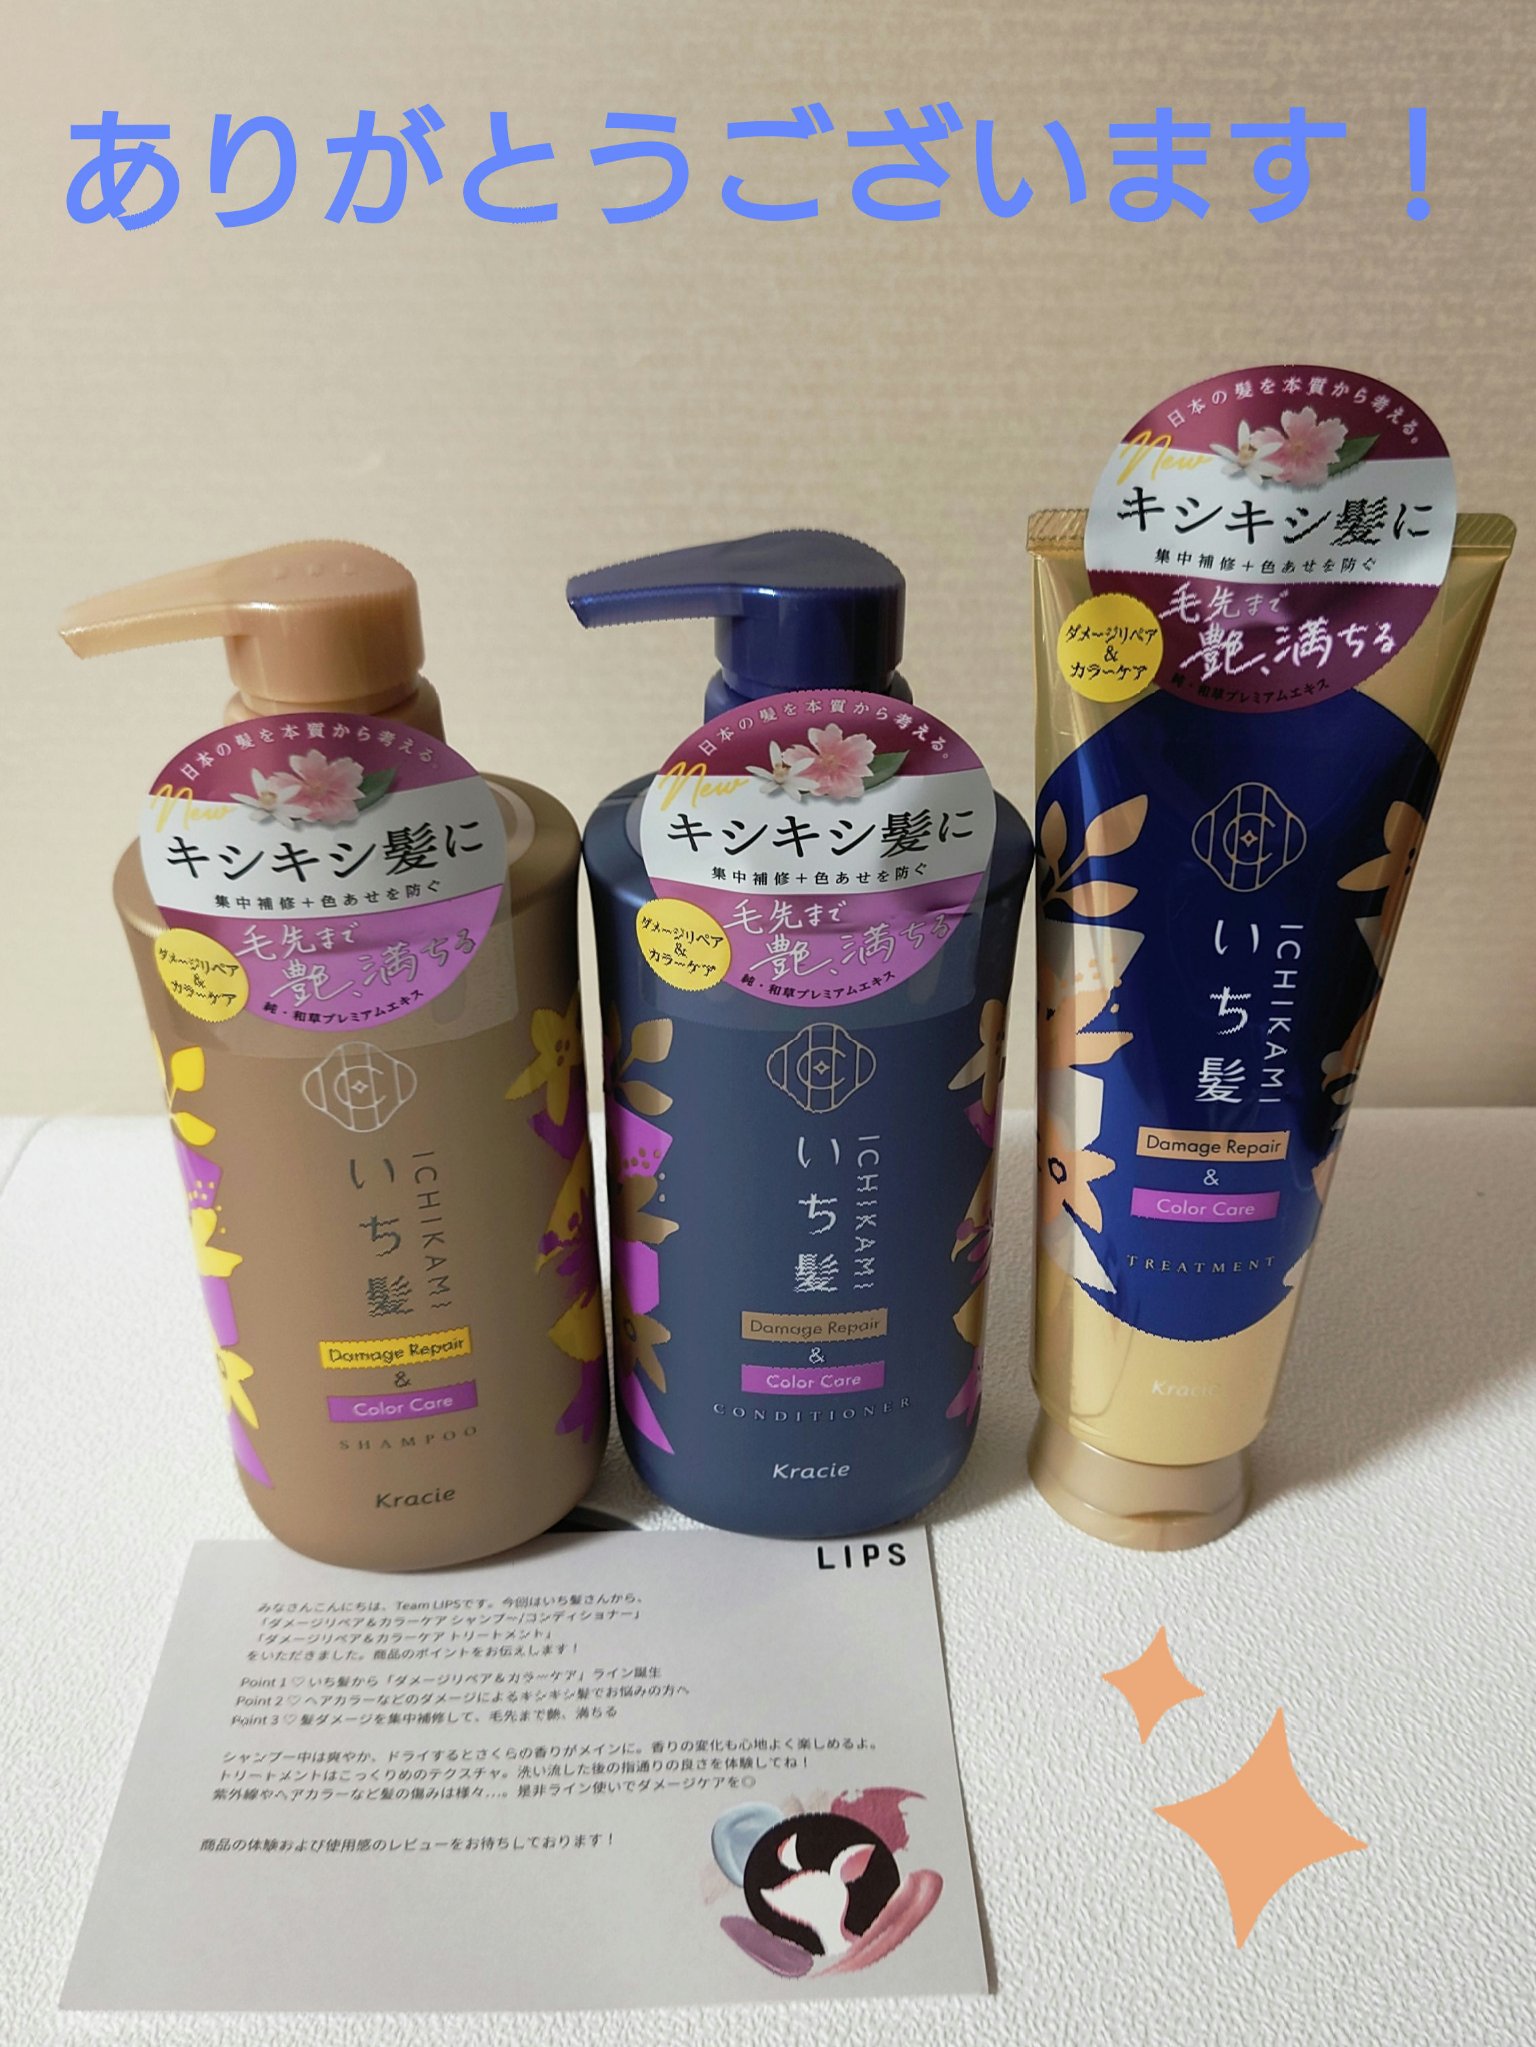 ありがとうございます！
日本の髪を本質から考える。
New
キシキシ髪に
集中補修+色あせを防ぐ
毛先まで
艶、満ちる
純・和草プレミアムエキス
ダメージリペア
&
カラーケア
いち髪
ICHIKAMI
Damage Repair
&
Color Care
SHAMPOO
Kracie
日本の髪を本質から考える。
New
キシキシ髪に
集中補修+色あせを防ぐ
毛先まで
艶、満ちる
純・和草プレミアムエキス
ダメージリペア
&
カラーケア
いち髪
ICHIKAMI
Damage Repair
&
Color Care
CONDITIONER
Kracie
日本の髪を本質から考える。
New
キシキシ髪に
集中補修+色あせを防ぐ
毛先まで
艶、満ちる
純・和草プレミアムエキス
ダメージリペア
&
カラーケア
いち髪
ICHIKAMI
Damage Repair
&
Color Care
TREATMENT
Kracie
LIPS
みなさんこんにちは、Team LIPSです。今回はいち髪さんから、
「ダメージリペア&カラーケア シャンプー/コンディショナー」
「ダメージリペア&カラーケア トリートメント」
をいただきました。商品のポイントをお伝えします！
Point 1 ♡ いち髪から「ダメージリペア&カラーケア」ライン誕生
Point 2 ♡ ヘアカラーなどのダメージによるキシキシ髪でお悩みの方へ
Point 3 ♡ 髪ダメージを集中補修して、毛先まで艶、満ちる
シャンプー中は爽やか、ドライするとさくらの香りがメインに。香りの変化も心地よく楽しめるよ。
トリートメントはこっくりめのテクスチャ。洗い流した後の指通りの良さを体験してね！
紫外線やヘアカラーなど髪の傷みは様々...。是非ライン使いでダメージケアを◎
商品の体験および使用感のレビューをお待ちしております！